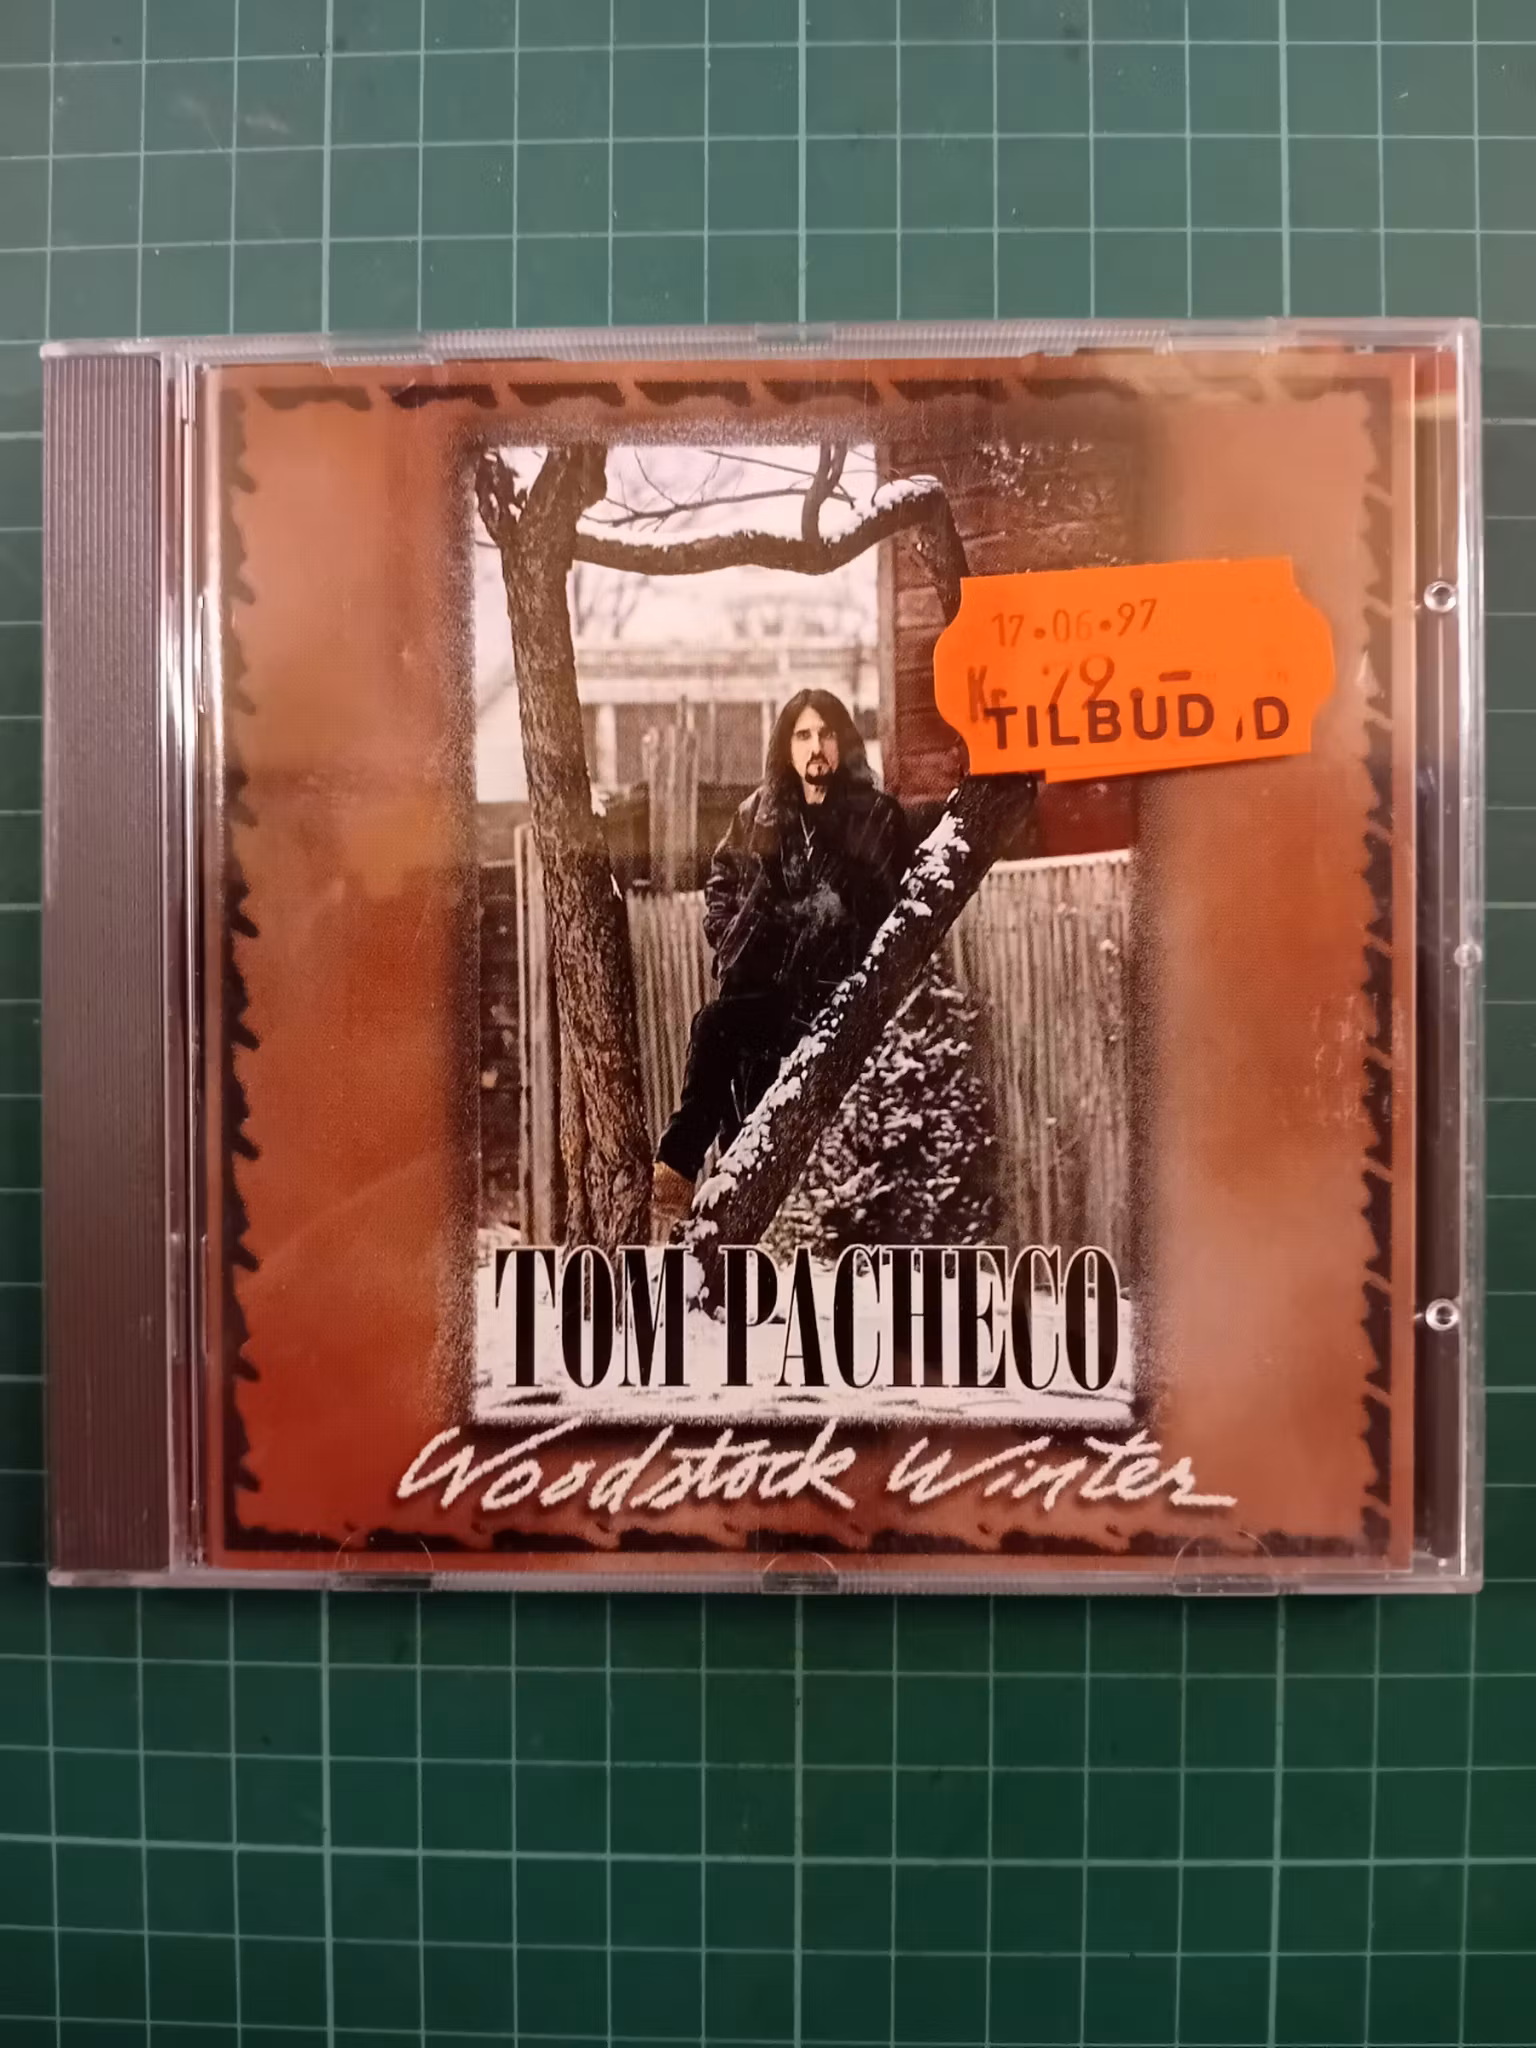 17.06.97
Kr 79.-
TILBUD D
TOM PACHECO
Woodstock Winter